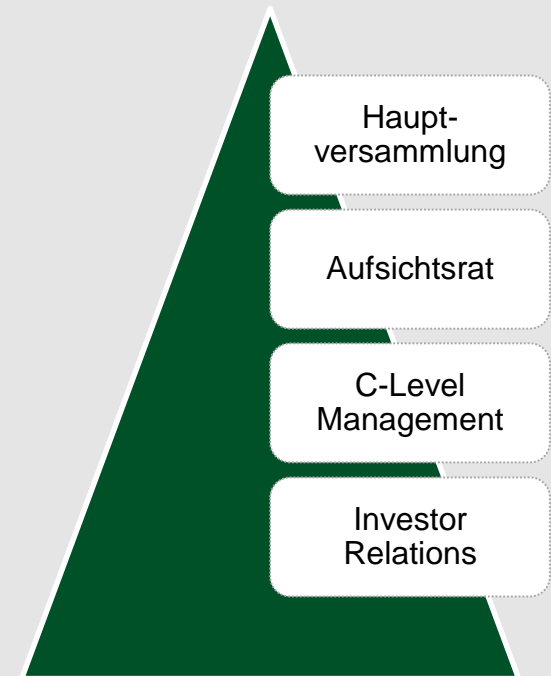 Haupt-
versammlung
Aufsichtsrat
C-Level
Management
Investor
Relations